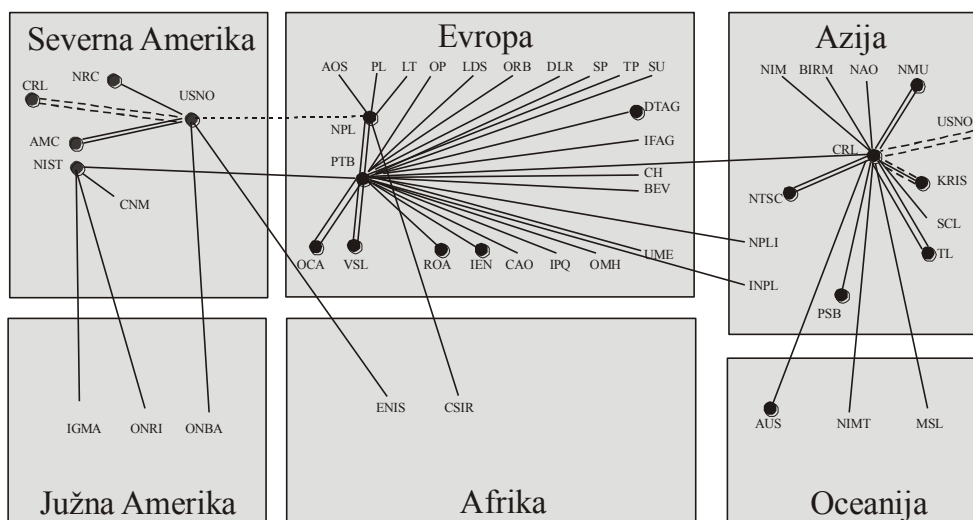 Severna Amerika
NRC
CRL
USNO
AMC
NIST
CNM
Evropa
AOS PL LT OP LDS ORB DLR SP TP SU
DTAG
NPL
IFAG
PTB
CH
BEV
OCA VSL ROA IEN CAO IPQ OMH UME
Azija
NIM BIRM NAO NMU
USNO
CRL
KRIS
NTSC
SCL
NPLI
TL
INPL
PSB
IGMA ONRI ONBA
Južna Amerika
ENIS CSIR
Afrika
AUS NIMT MSL
Oceanija